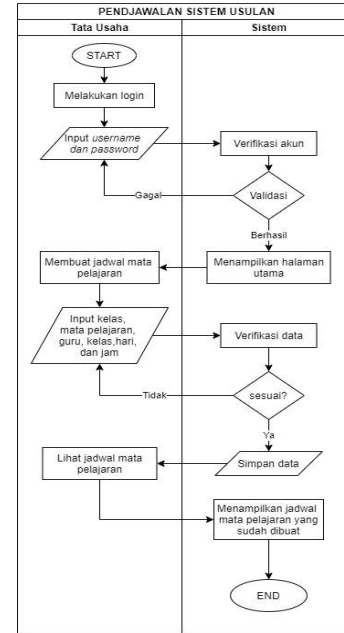 PENDJAWALAN SISTEM USULAN
Tata Usaha
Sistem
START
Melakukan login
Input username
dan password
Verifikasi akun
Gagal
Validasi
Berhasil
Membuat jadwal mata
pelajaran
Menampilkan halaman
utama
Input kelas,
mata pelajaran,
guru, kelas,hari,
dan jam
Verifikasi data
Tidak
sesuai?
Ya
Lihat jadwal mata
pelajaran
Simpan data
Menampilkan jadwal
mata pelajaran yang
sudah dibuat
END